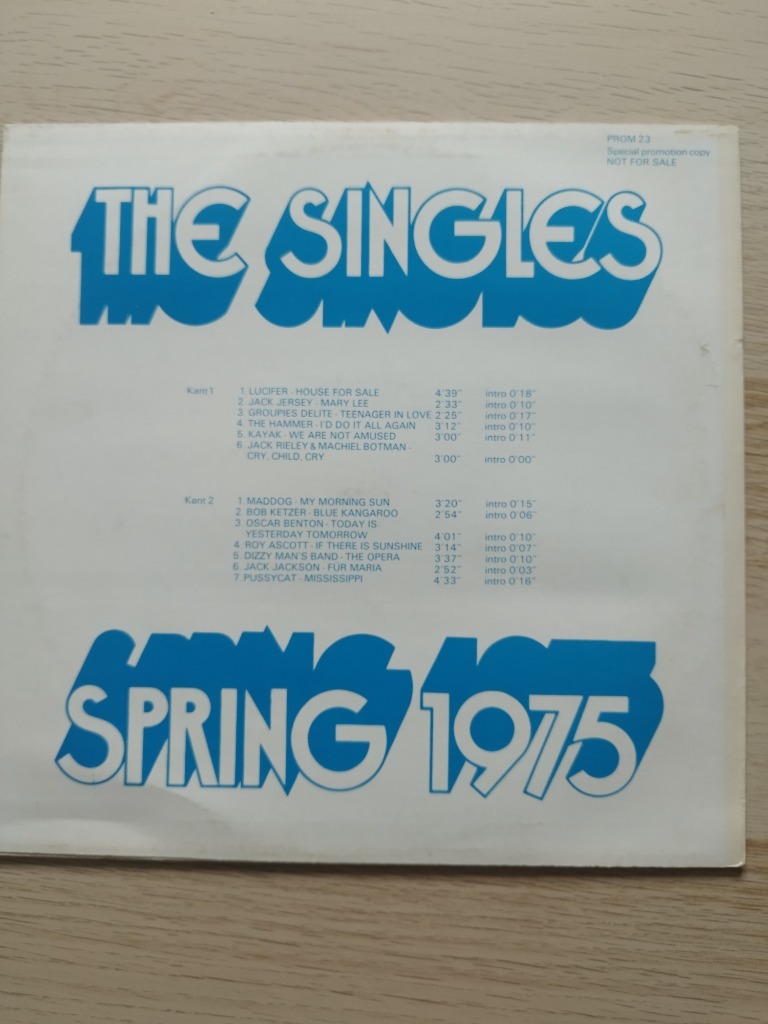 PROM 23
Special promotion copy
NOT FOR SALE
THE SINGLES
Kant 1 1. LUCIFER - HOUSE FOR SALE 4'39" intro 0'18"
2. JACK JERSEY - MARY LEE 2'33" intro 0'10"
3. GROUPIES DELITE - TEENAGER IN LOVE 2'25" intro 0'17"
4. THE HAMMER - I'D DO IT ALL AGAIN 3'12" intro 0'10"
5. KAYAK - WE ARE NOT AMUSED 3'00" intro 0'11"
6. JACK RIELEY & MACHIEL BOTMAN -
CRY, CHILD, CRY 3'00" intro 0'00"
Kant 2 1. MADDOG - MY MORNING SUN 3'20" intro 0'15"
2. BOB KETZER - BLUE KANGAROO 2'54" intro 0'06"
3. OSCAR BENTON - TODAY IS
YESTERDAY TOMORROW 4'01" intro 0'10"
4. ROY ASCOTT - IF THERE IS SUNSHINE 3'14" intro 0'07"
5. DIZZY MAN'S BAND - THE OPERA 3'37" intro 0'10"
6. JACK JACKSON - FÜR MARIA 2'52" intro 0'03"
7. PUSSYCAT - MISSISSIPPI 4'33" intro 0'16"
SPRING 1975